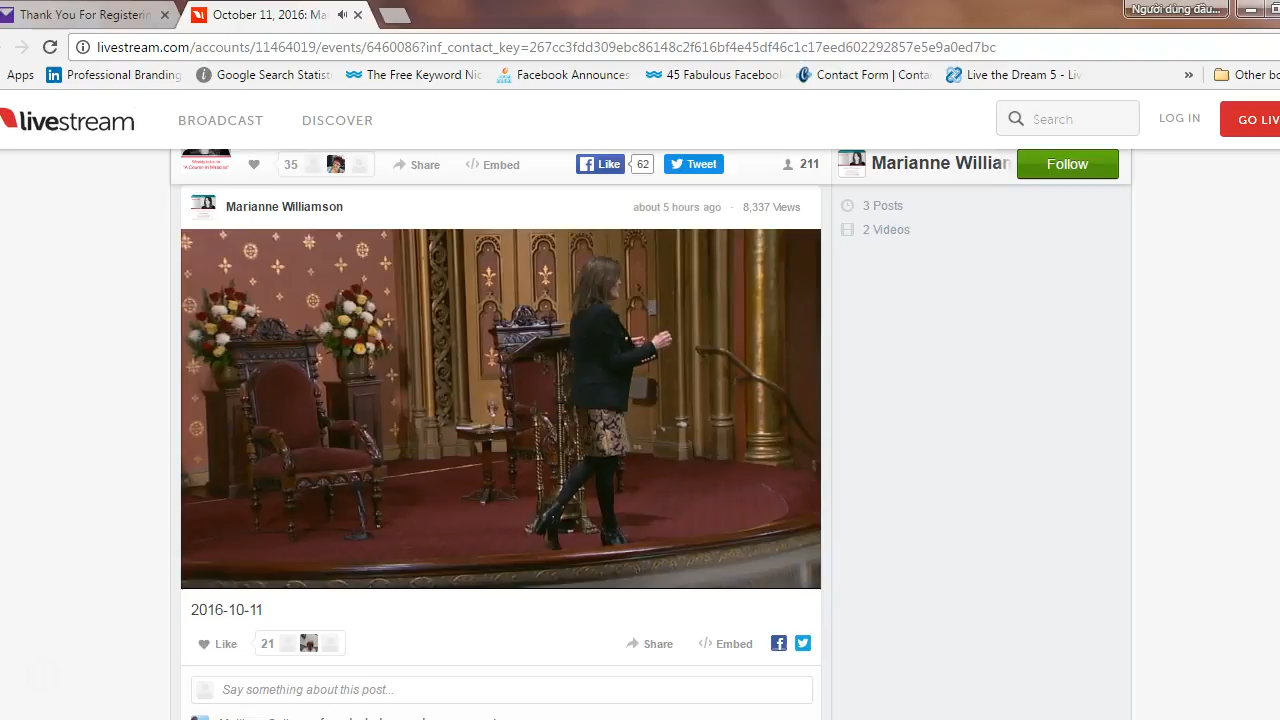 Thank You For Registerin
October 11, 2016: Ma
Người dùng đầu...
livestream.com/accounts/11464019/events/6460086?inf_contact_key=267cc3fdd309ebc86148c2f616bf4e45df46c1c17eed602292857e5e9a0ed7bc
Apps Professional Branding Google Search Statist The Free Keyword Nic Facebook Announces 45 Fabulous Facebook Contact Form | Conta Live the Dream 5 - Liv » Other bo
livestream BROADCAST DISCOVER Search LOG IN GO LIV
35 Share Embed Like 62 Tweet 211 Marianne Willian Follow
Marianne Williamson about 5 hours ago · 8,337 Views
3 Posts
2 Videos
2016-10-11
Like 21 Share Embed
Say something about this post...